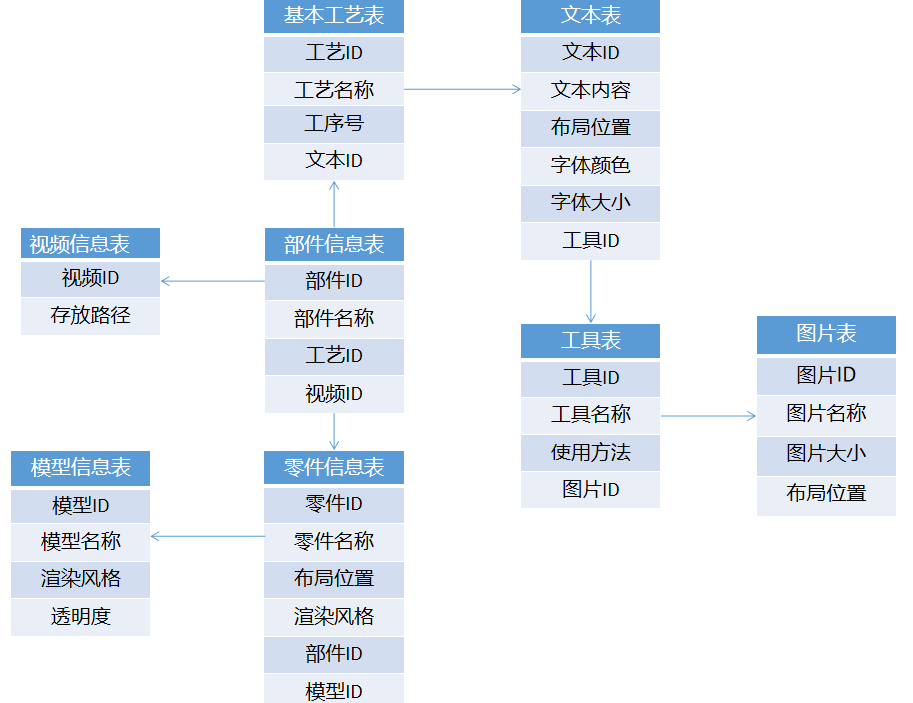 基本工艺表
工艺ID
工艺名称
工序号
文本ID
文本表
文本ID
文本内容
布局位置
字体颜色
字体大小
工具ID
视频信息表
视频ID
存放路径
部件信息表
部件ID
部件名称
工艺ID
视频ID
工具表
工具ID
工具名称
使用方法
图片ID
图片表
图片ID
图片名称
图片大小
布局位置
模型信息表
模型ID
模型名称
渲染风格
透明度
零件信息表
零件ID
零件名称
布局位置
渲染风格
部件ID
模型ID